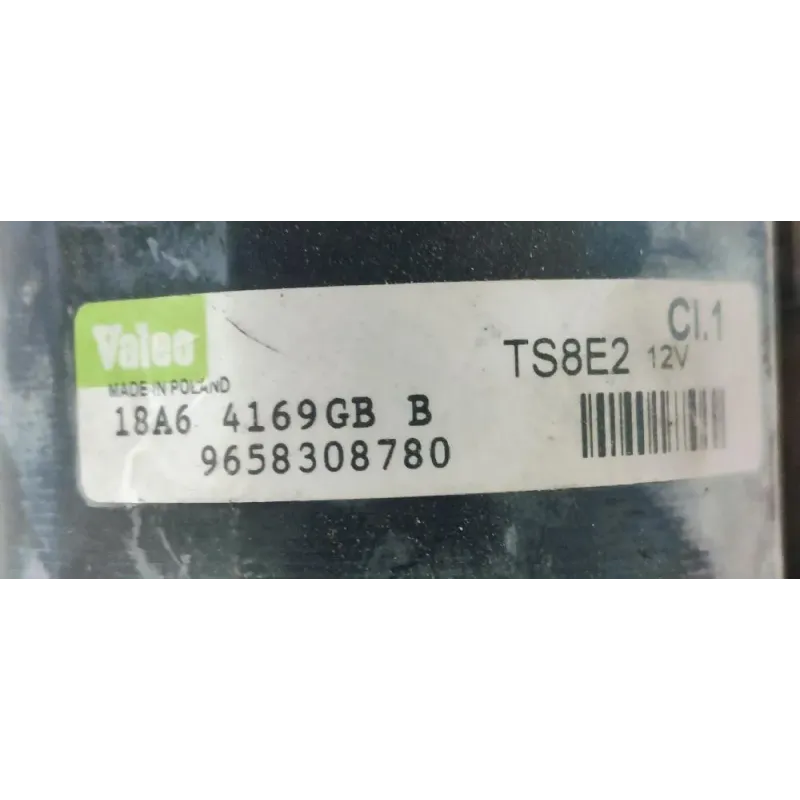 Valeo
MADE IN POLAND
18A6 4169GB B
9658308780
TS8E2 12V
Cl.1